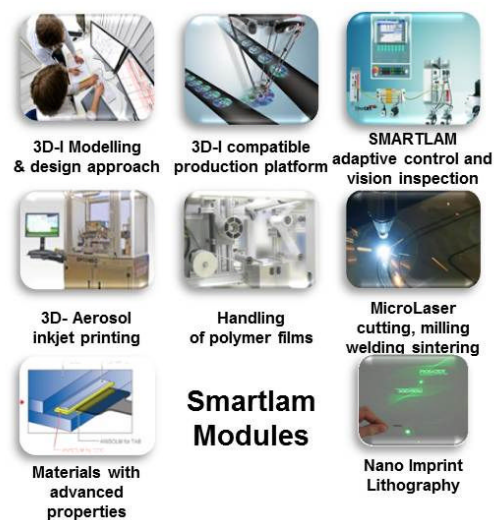 3D-I Modelling
& design approach
3D-I compatible
production platform
SMARTLAM
adaptive control and
vision inspection
3D- Aerosol
inkjet printing
Handling
of polymer films
MicroLaser
cutting, milling
welding sintering
Materials with
advanced
properties
Smartlam
Modules
Nano Imprint
Lithography